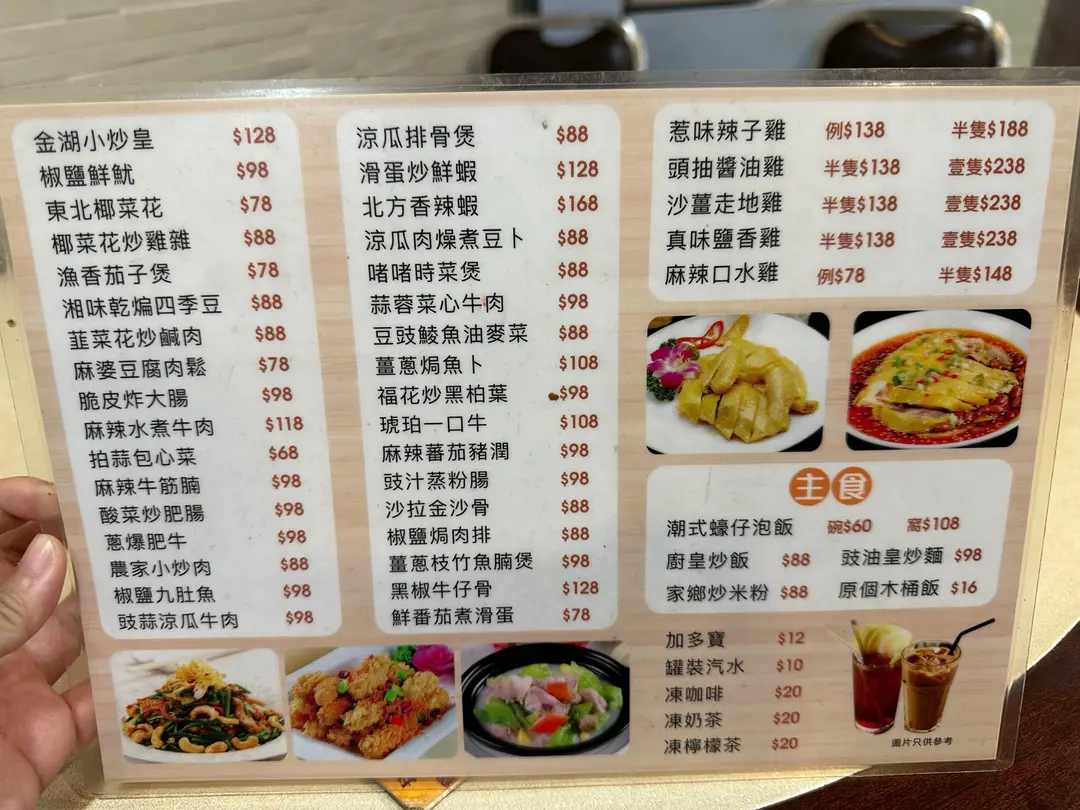 金湖小炒皇 $128
椒鹽鮮魷 $98
東北椰菜花 $78
椰菜花炒雞雜 $88
漁香茄子煲 $78
湘味乾煸四季豆 $88
韮菜花炒鹹肉 $88
麻婆豆腐肉鬆 $78
脆皮炸大腸 $98
麻辣水煮牛肉 $118
拍蒜包心菜 $68
麻辣牛筋腩 $98
酸菜炒肥腸 $98
蔥爆肥牛 $98
農家小炒肉 $88
椒鹽九肚魚 $98
豉蒜涼瓜牛肉 $98
涼瓜排骨煲 $88
滑蛋炒鮮蝦 $128
北方香辣蝦 $168
涼瓜肉燥煮豆卜 $88
啫啫時菜煲 $88
蒜蓉菜心牛肉 $98
豆豉鯪魚油麥菜 $88
薑蔥焗魚卜 $108
福花炒黑柏葉 $98
琥珀一口牛 $108
麻辣番茄豬潤 $98
豉汁蒸粉腸 $98
沙拉金沙骨 $88
椒鹽焗肉排 $88
薑蔥枝竹魚腩煲 $98
黑椒牛仔骨 $128
鮮番茄煮滑蛋 $78
惹味辣子雞 例$138 半隻$188
頭抽醬油雞 半隻$138 壹隻$238
沙薑走地雞 半隻$138 壹隻$238
真味鹽香雞 半隻$138 壹隻$238
麻辣口水雞 例$78 半隻$148
主食
潮式蠔仔泡飯 碗$60 窩$108
廚皇炒飯 $88 豉油皇炒麵 $98
家鄉炒米粉 $88 原個木桶飯 $16
加多寶 $12
罐裝汽水 $10
凍咖啡 $20
凍奶茶 $20
凍檸檬茶 $20
圖片只供參考